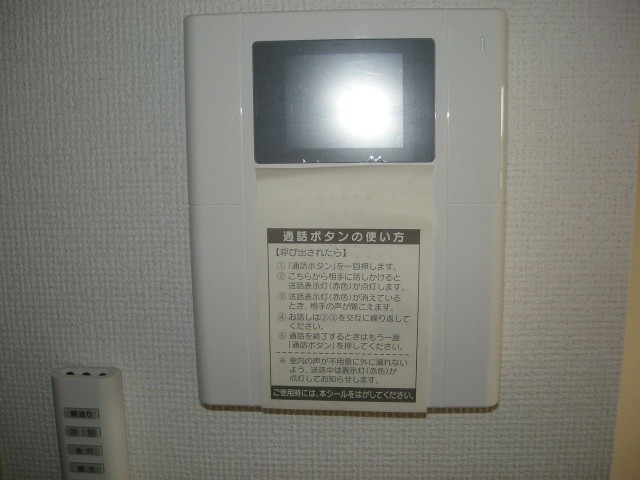 通話ボタンの使い方
【呼び出されたら】
①「通話ボタン」を一回押します。
②こちらから相手に話しかけると
送話表示灯(赤色)が点灯します。
③送話表示灯(赤色)が消えている
とき、相手の声が聞こえます。
④お話しは②③を交互に繰り返して
ください。
⑤通話を終了するときはもう一度
「通話ボタン」を押してください。
※室内の声が不用意に外に漏れない
よう、送話中は表示灯(赤色)が
点灯してお知らせします。
ご使用時には、本シールをはがしてください。
全灯